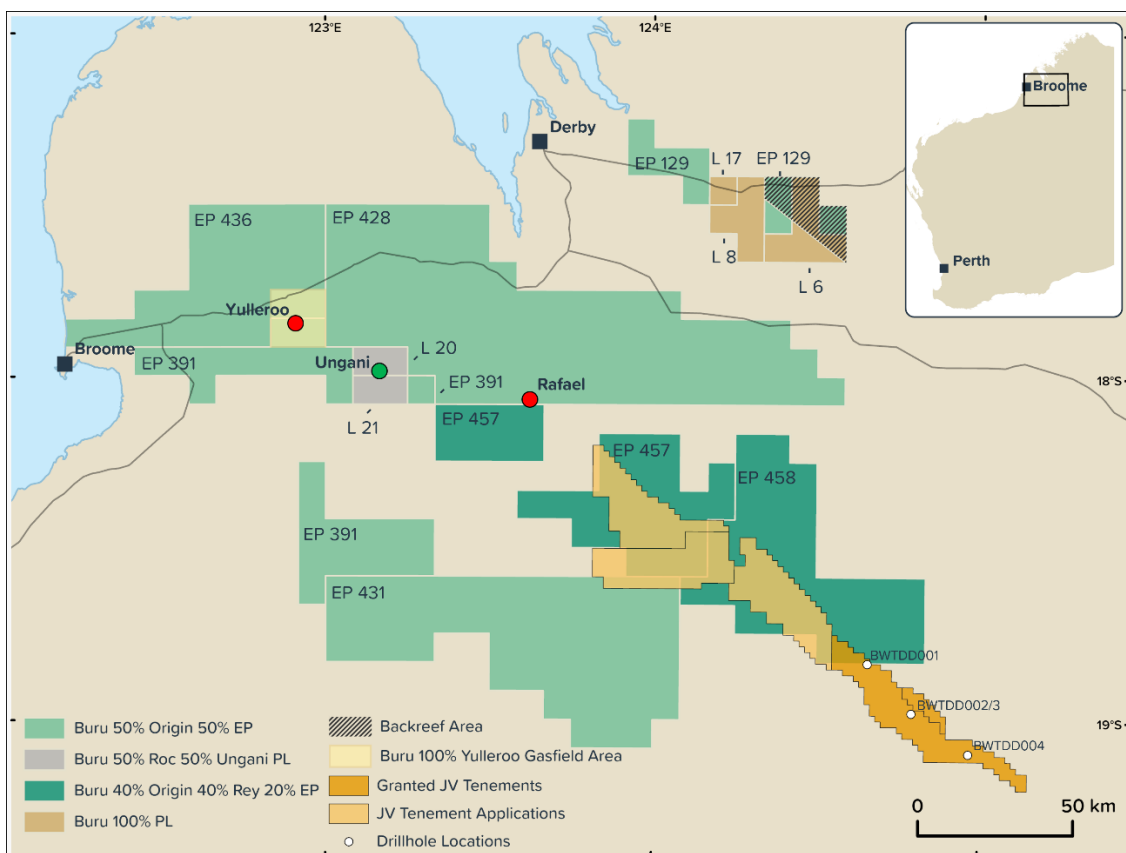 123°E
124°E
Broome
Perth
Derby
EP 129
L 17
EP 129
L 8
L 6
EP 436
EP 428
Yulleroo
Broome
EP 391
Ungani
L 20
EP 391
Rafael
18°S
L 21
EP 457
EP 457
EP 458
EP 391
EP 431
BWTDD001
BWTDD002/3
BWTDD004
19°S
Buru 50% Origin 50% EP
Buru 50% Roc 50% Ungani PL
Buru 40% Origin 40% Rey 20% EP
Buru 100% PL
Backreef Area
Buru 100% Yulleroo Gasfield Area
Granted JV Tenements
JV Tenement Applications
Drillhole Locations
0 50 km